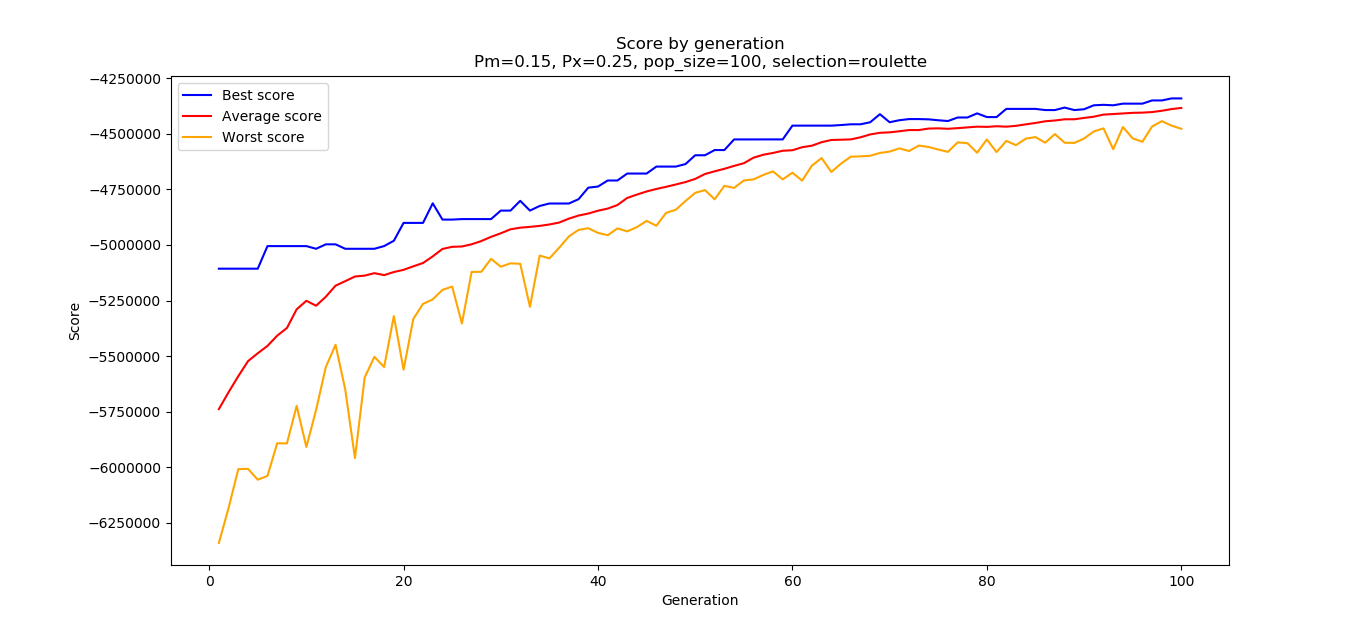 Score by generation
Pm=0.15, Px=0.25, pop_size=100, selection=roulette
−4250000
−4500000
−4750000
−5000000
−5250000
−5500000
−5750000
−6000000
−6250000
Score
Best score
Average score
Worst score
0 20 40 60 80 100
Generation